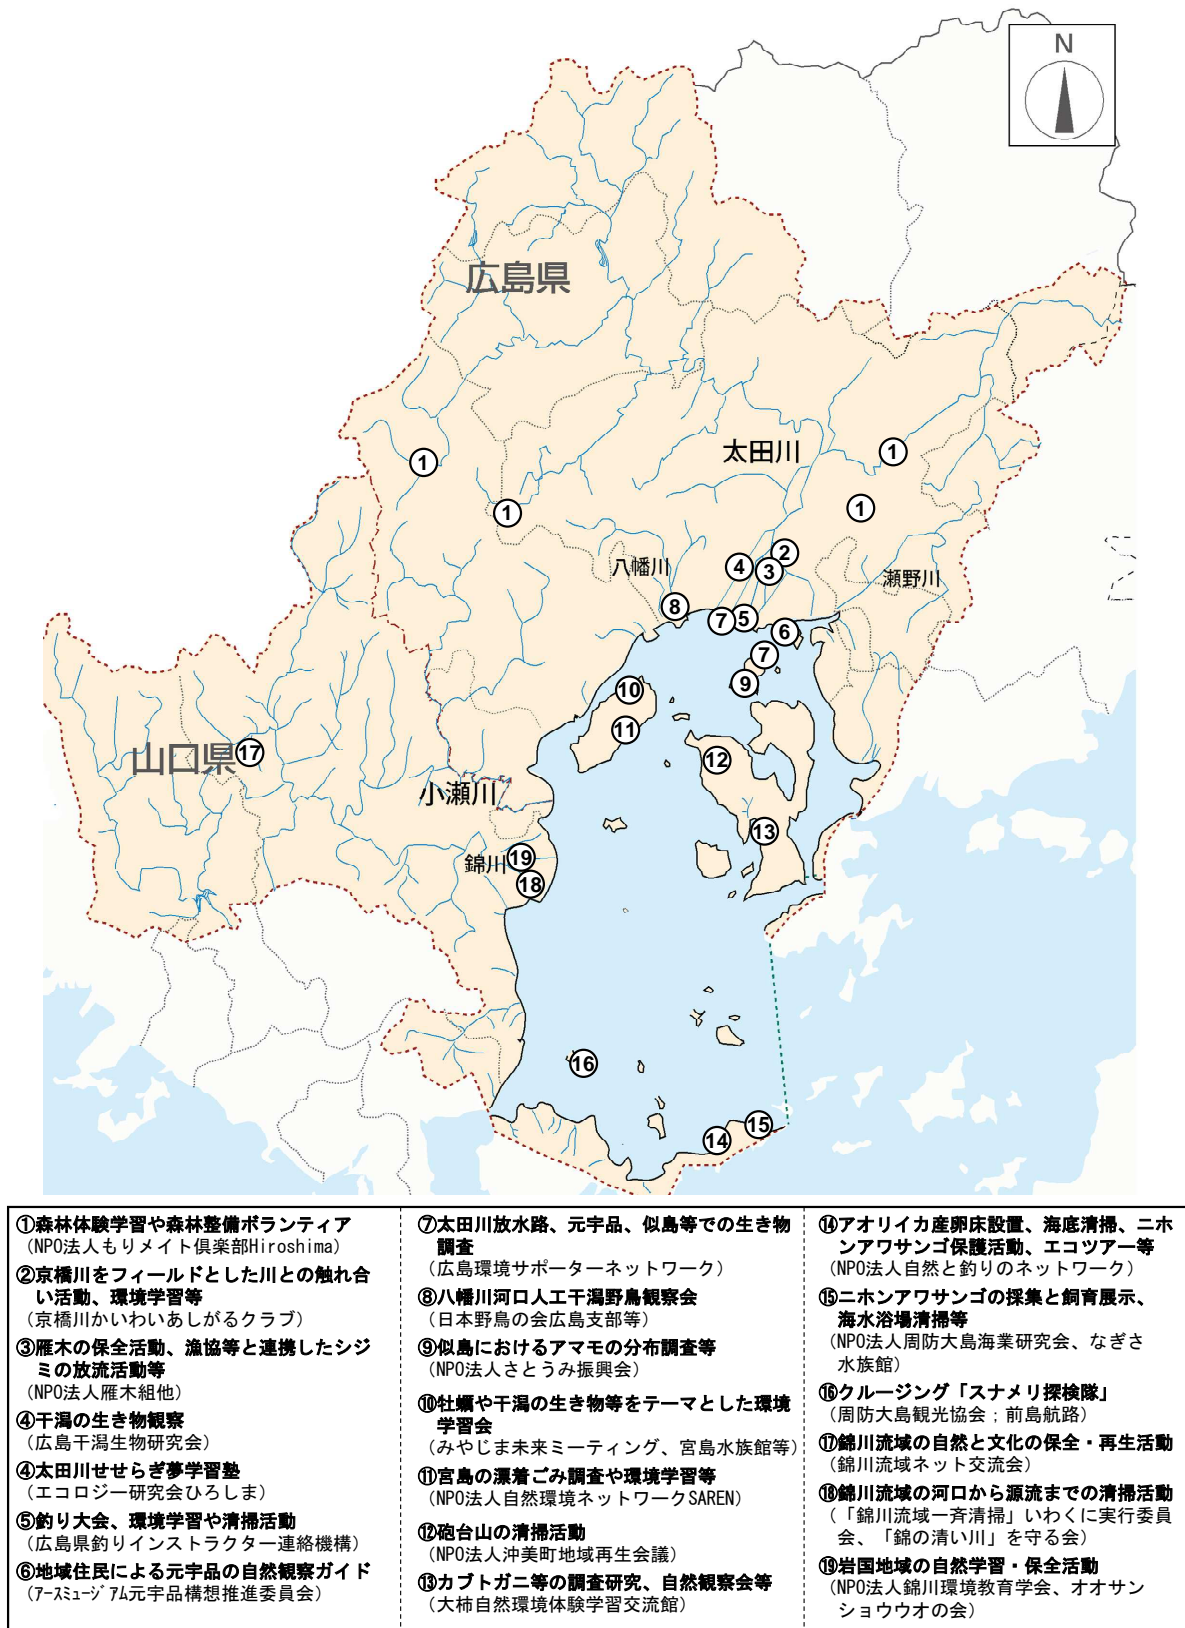 N
広島県
太田川
1
1
1
1
2
八幡川
4
3
瀬野川
8
7
5
6
7
9
10
11
山口県
17
12
小瀬川
13
錦川
19
18
16
15
14
①森林体験学習や森林整備ボランティア
(NPO法人もりメイト倶楽部Hiroshima)
②京橋川をフィールドとした川との触れ合
い活動、環境学習等
(京橋川かいわいあしがるクラブ)
③雁木の保全活動、漁協等と連携したシジ
ミの放流活動等
(NPO法人雁木組他)
④干潟の生き物観察
(広島干潟生物研究会)
④太田川せせらぎ夢学習塾
(エコロジー研究会ひろしま)
⑤釣り大会、環境学習や清掃活動
(広島県釣りインストラクター連絡機構)
⑥地域住民による元宇品の自然観察ガイド
(ｱｰｽﾐｭｰｼﾞｱﾑ元宇品構想推進委員会)
⑦太田川放水路、元宇品、似島等での生き物
調査
(広島環境サポーターネットワーク)
⑧八幡川河口人工干潟野鳥観察会
(日本野鳥の会広島支部等)
⑨似島におけるアマモの分布調査等
(NPO法人さとうみ振興会)
⑩牡蠣や干潟の生き物等をテーマとした環境
学習会
(みやじま未来ミーティング、宮島水族館等)
⑪宮島の漂着ごみ調査や環境学習等
(NPO法人自然環境ネットワークSAREN)
⑫砲台山の清掃活動
(NPO法人沖美町地域再生会議)
⑬カブトガニ等の調査研究、自然観察会等
(大柿自然環境体験学習交流館)
⑭アオリイカ産卵床設置、海底清掃、ニホ
ンアワサンゴ保護活動、エコツアー等
(NPO法人自然と釣りのネットワーク)
⑮ニホンアワサンゴの採集と飼育展示、
海水浴場清掃等
(NPO法人周防大島海業研究会、なぎさ
水族館)
⑯クルージング「スナメリ探検隊」
(周防大島観光協会；前島航路)
⑰錦川流域の自然と文化の保全・再生活動
(錦川流域ネット交流会)
⑱錦川流域の河口から源流までの清掃活動
(「錦川流域一斉清掃」いわくに実行委員
会、「錦の清い川」を守る会)
⑲岩国地域の自然学習・保全活動
(NPO法人錦川環境教育学会、オオサン
ショウウオの会)